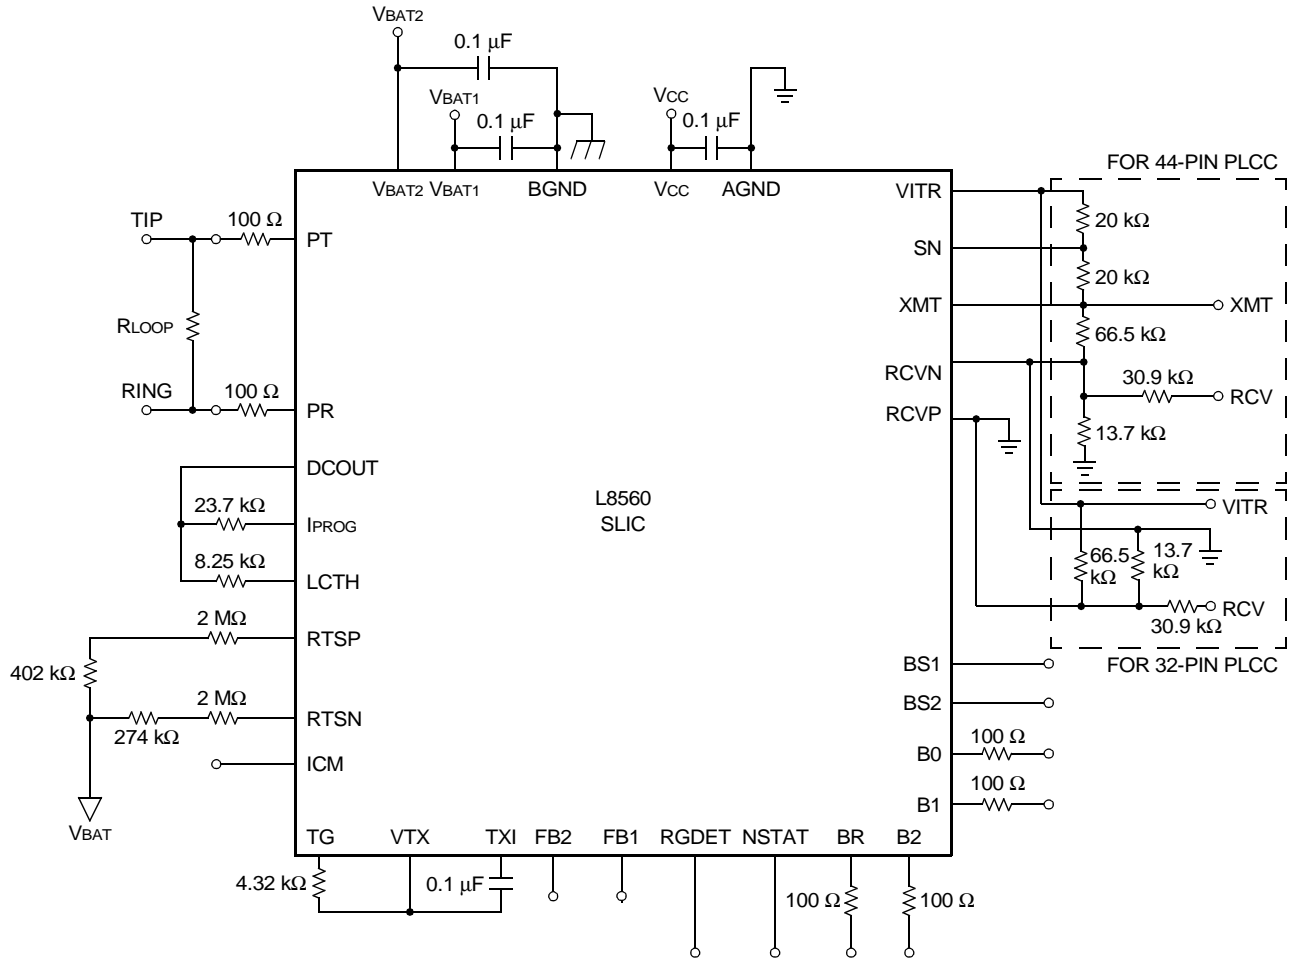 VBAT2
0.1 μF
VBAT1
0.1 μF
VCC
0.1 μF
FOR 44-PIN PLCC
VBAT2 VBAT1 BGND VCC AGND
VITR
20 kΩ
TIP
100 Ω
PT
SN
20 kΩ
XMT
XMT
RLOOP
66.5 kΩ
RCVN
30.9 kΩ
RCV
RING
100 Ω
PR
RCVP
13.7 kΩ
DCOUT
L8560
SLIC
23.7 kΩ
IPROG
VITR
8.25 kΩ
LCTH
66.5
kΩ
13.7
kΩ
RCV
30.9 kΩ
2 MΩ
RTSP
FOR 32-PIN PLCC
402 kΩ
BS1
2 MΩ
RTSN
274 kΩ
BS2
ICM
100 Ω
B0
100 Ω
B1
VBAT
TG VTX TXI FB2 FB1 RGDET NSTAT BR B2
4.32 kΩ
0.1 μF
100 Ω
100 Ω